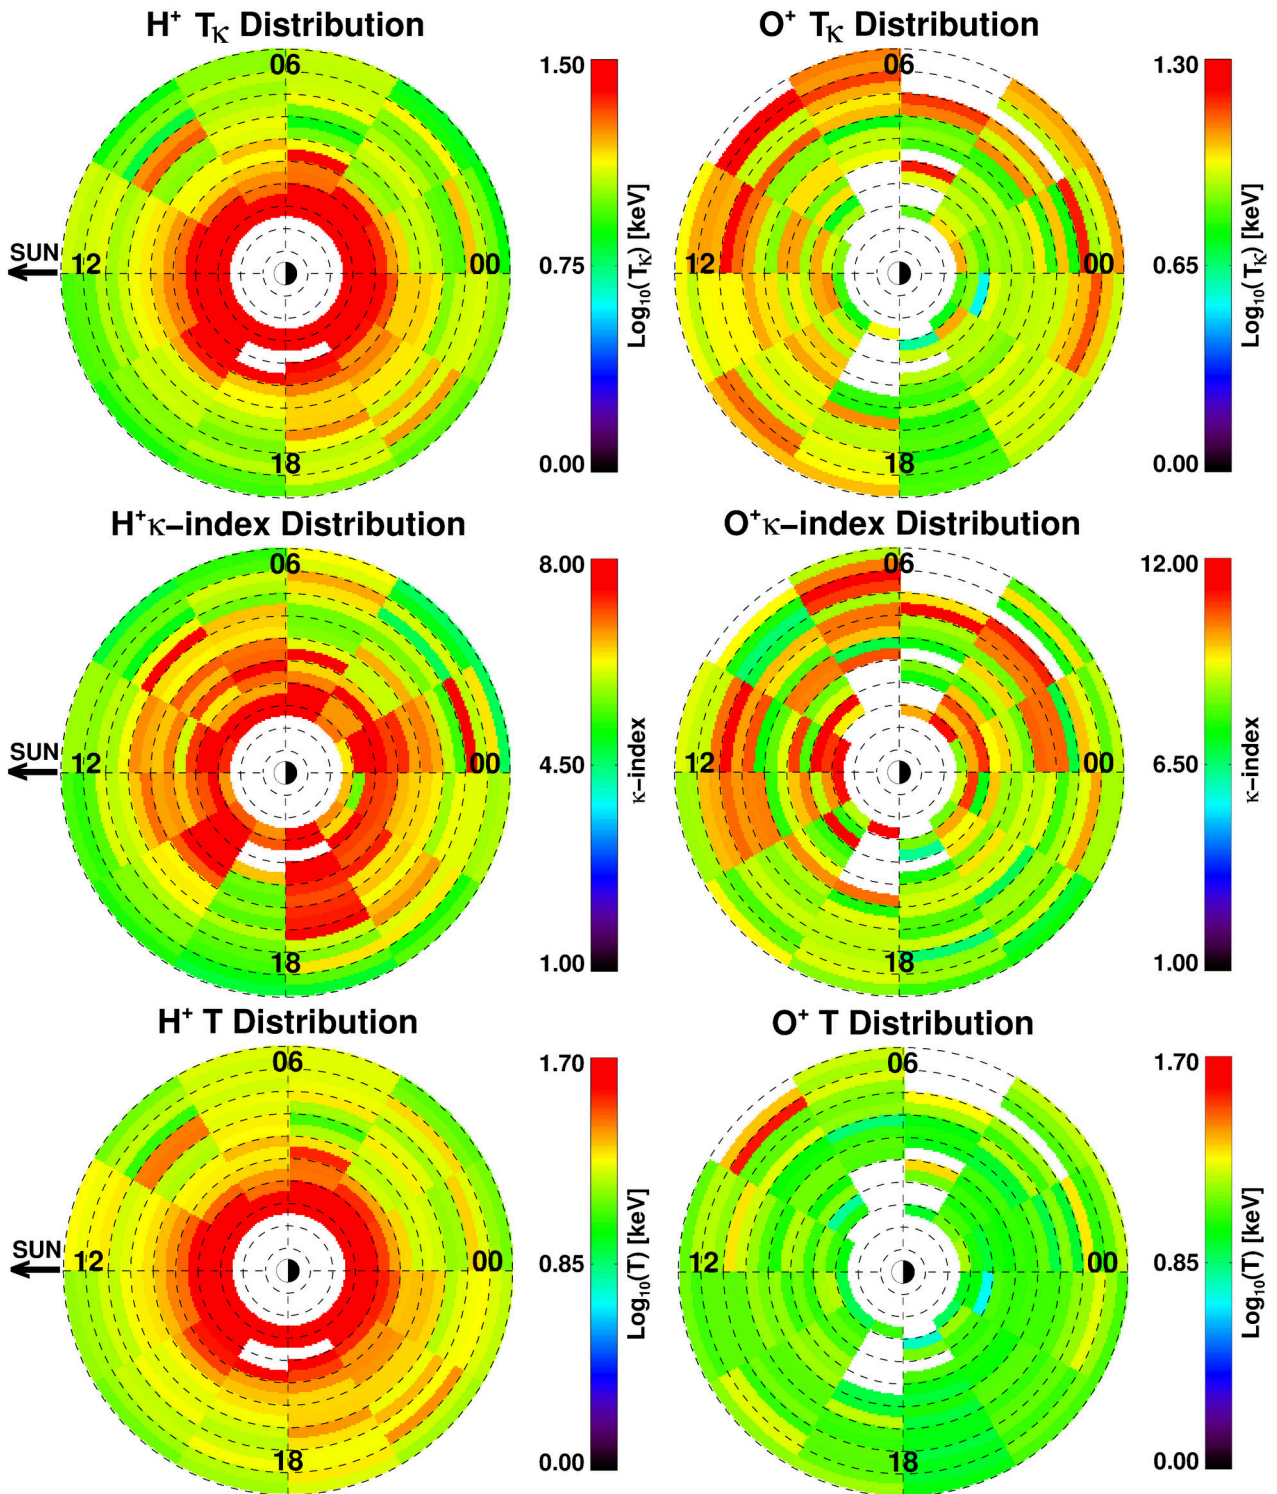 H⁺ Tκ Distribution
06
SUN
12
00
18
1.50
0.75
0.00
Log₁₀(Tκ) [keV]
O⁺ Tκ Distribution
06
12
00
18
1.30
0.65
0.00
Log₁₀(Tκ) [keV]
H⁺κ−index Distribution
06
SUN
12
00
18
8.00
4.50
1.00
κ−index
O⁺κ−index Distribution
06
12
00
18
12.00
6.50
1.00
κ−index
H⁺ T Distribution
06
SUN
12
00
18
1.70
0.85
0.00
Log₁₀(T) [keV]
O⁺ T Distribution
06
12
00
18
1.70
0.85
0.00
Log₁₀(T) [keV]